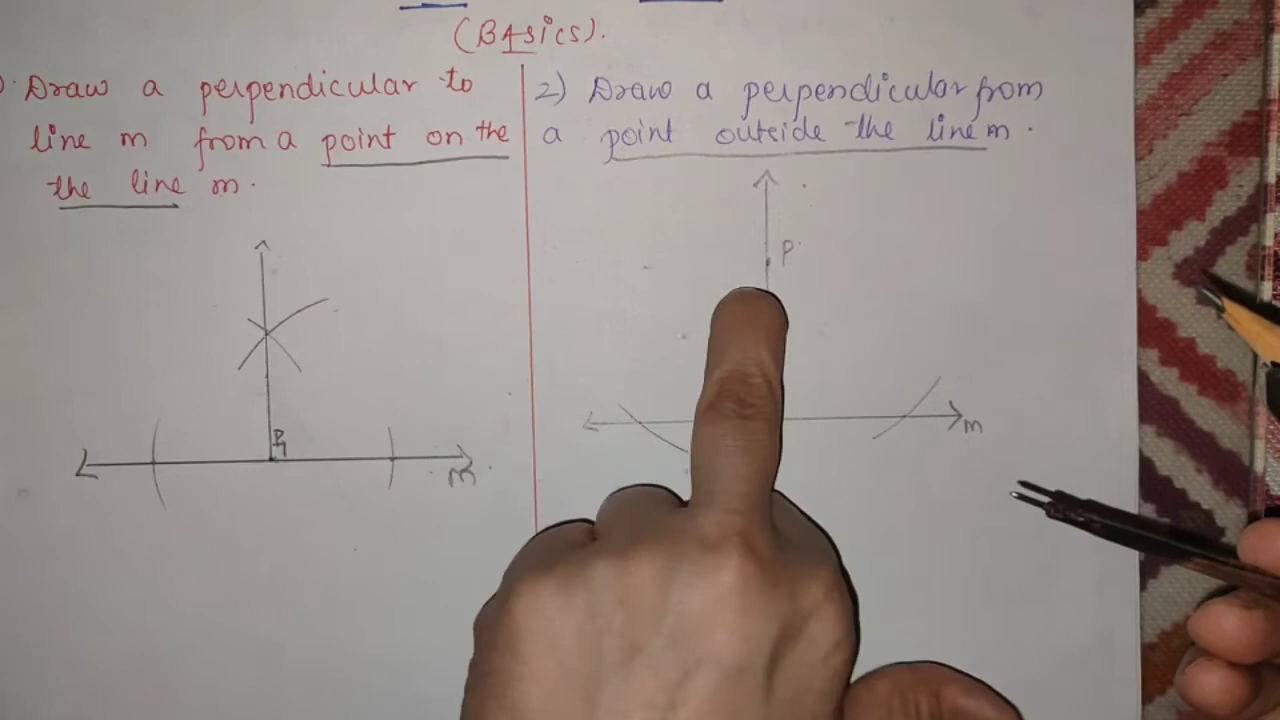 (BASICS).
Draw a perpendicular to
line m from a point on the
the line m.
P
m
2) Draw a perpendicular from
a point outside the line m.
P
m